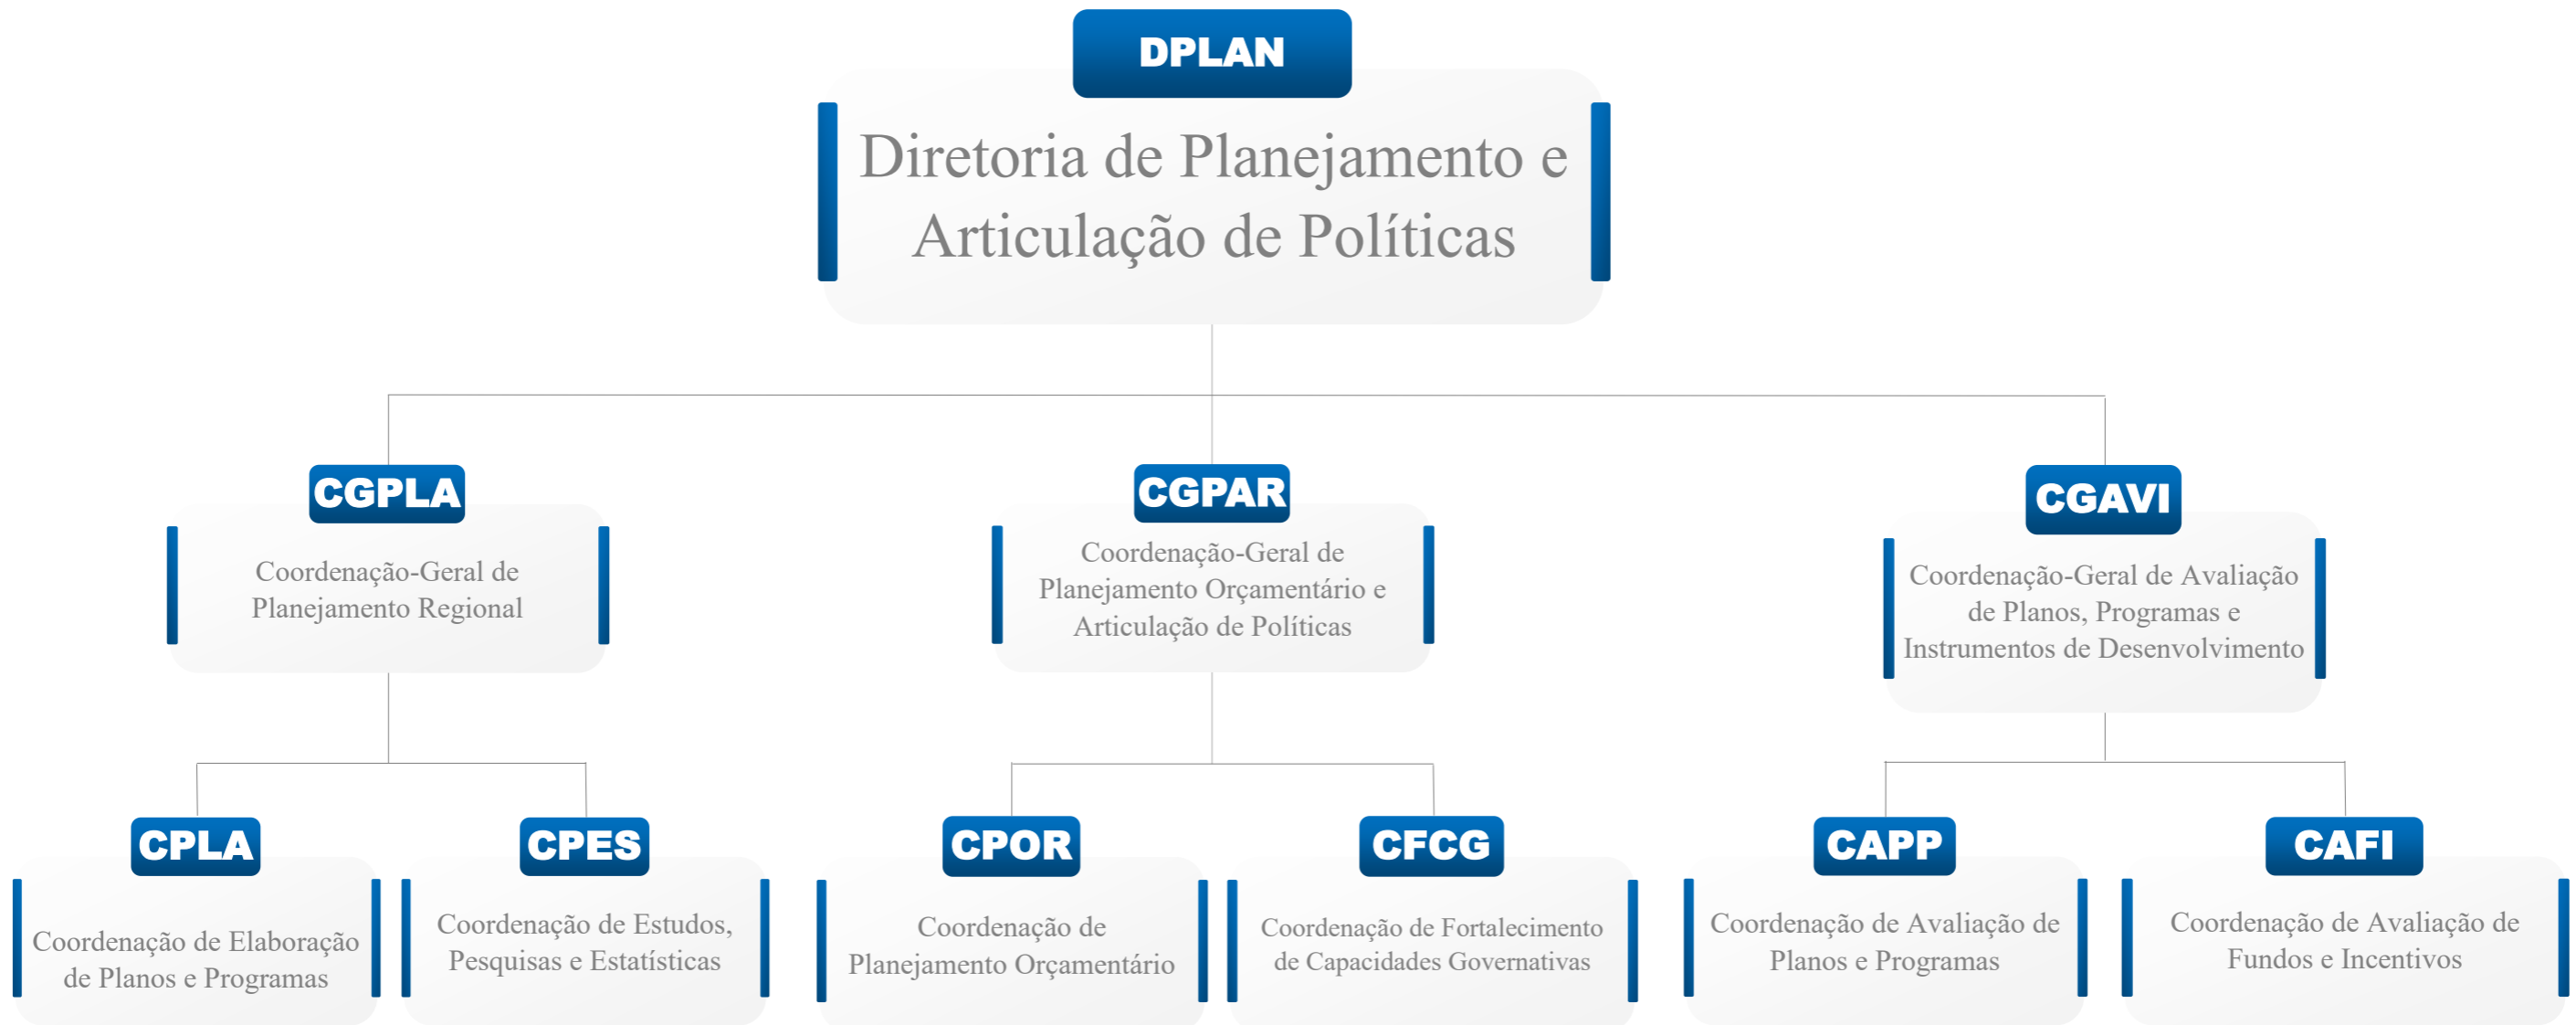 DPLAN
Diretoria de Planejamento e
Articulação de Políticas
CGPLA
Coordenação-Geral de
Planejamento Regional
CGPAR
Coordenação-Geral de
Planejamento Orçamentário e
Articulação de Políticas
CGAVI
Coordenação-Geral de Avaliação
de Planos, Programas e
Instrumentos de Desenvolvimento
CPLA
Coordenação de Elaboração
de Planos e Programas
CPES
Coordenação de Estudos,
Pesquisas e Estatísticas
CPOR
Coordenação de
Planejamento Orçamentário
CFCG
Coordenação de Fortalecimento
de Capacidades Governativas
CAPP
Coordenação de Avaliação de
Planos e Programas
CAFI
Coordenação de Avaliação de
Fundos e Incentivos